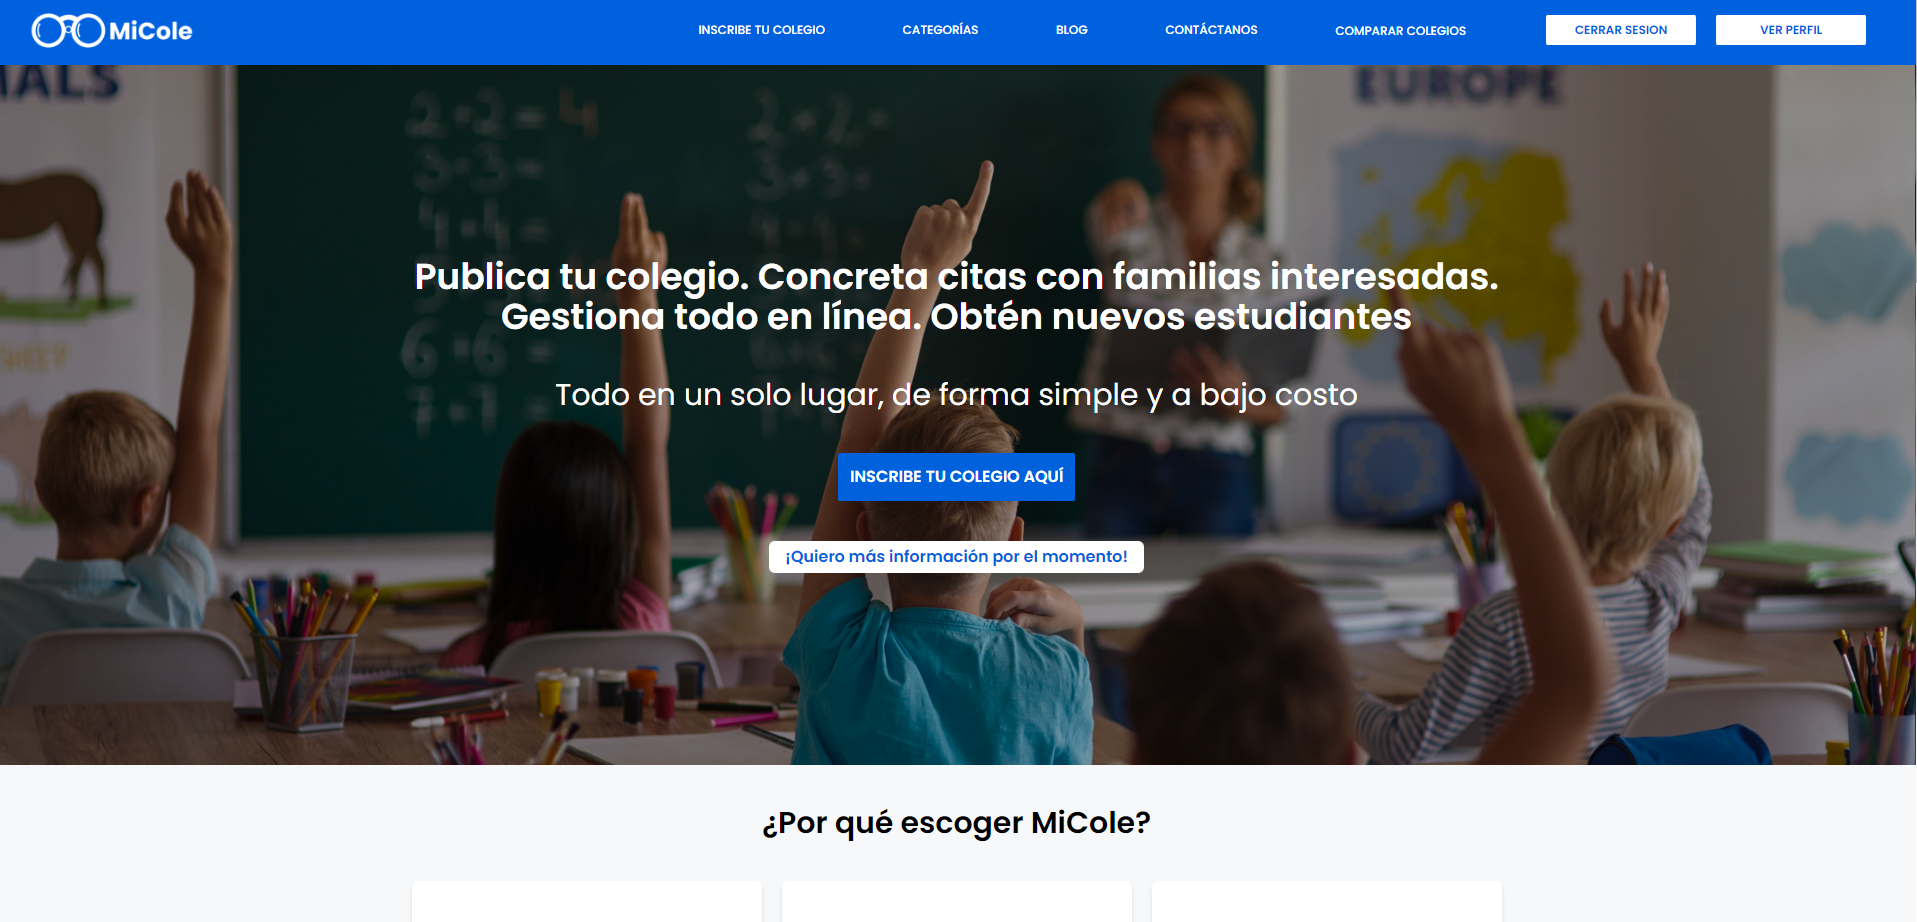 MiCole
INSCRIBE TU COLEGIO
CATEGORÍAS
BLOG
CONTÁCTANOS
COMPARAR COLEGIOS
CERRAR SESION
VER PERFIL
EUROPE
Publica tu colegio. Concreta citas con familias interesadas.
Gestiona todo en línea. Obtén nuevos estudiantes
Todo en un solo lugar, de forma simple y a bajo costo
INSCRIBE TU COLEGIO AQUÍ
¡Quiero más información por el momento!
¿Por qué escoger MiCole?